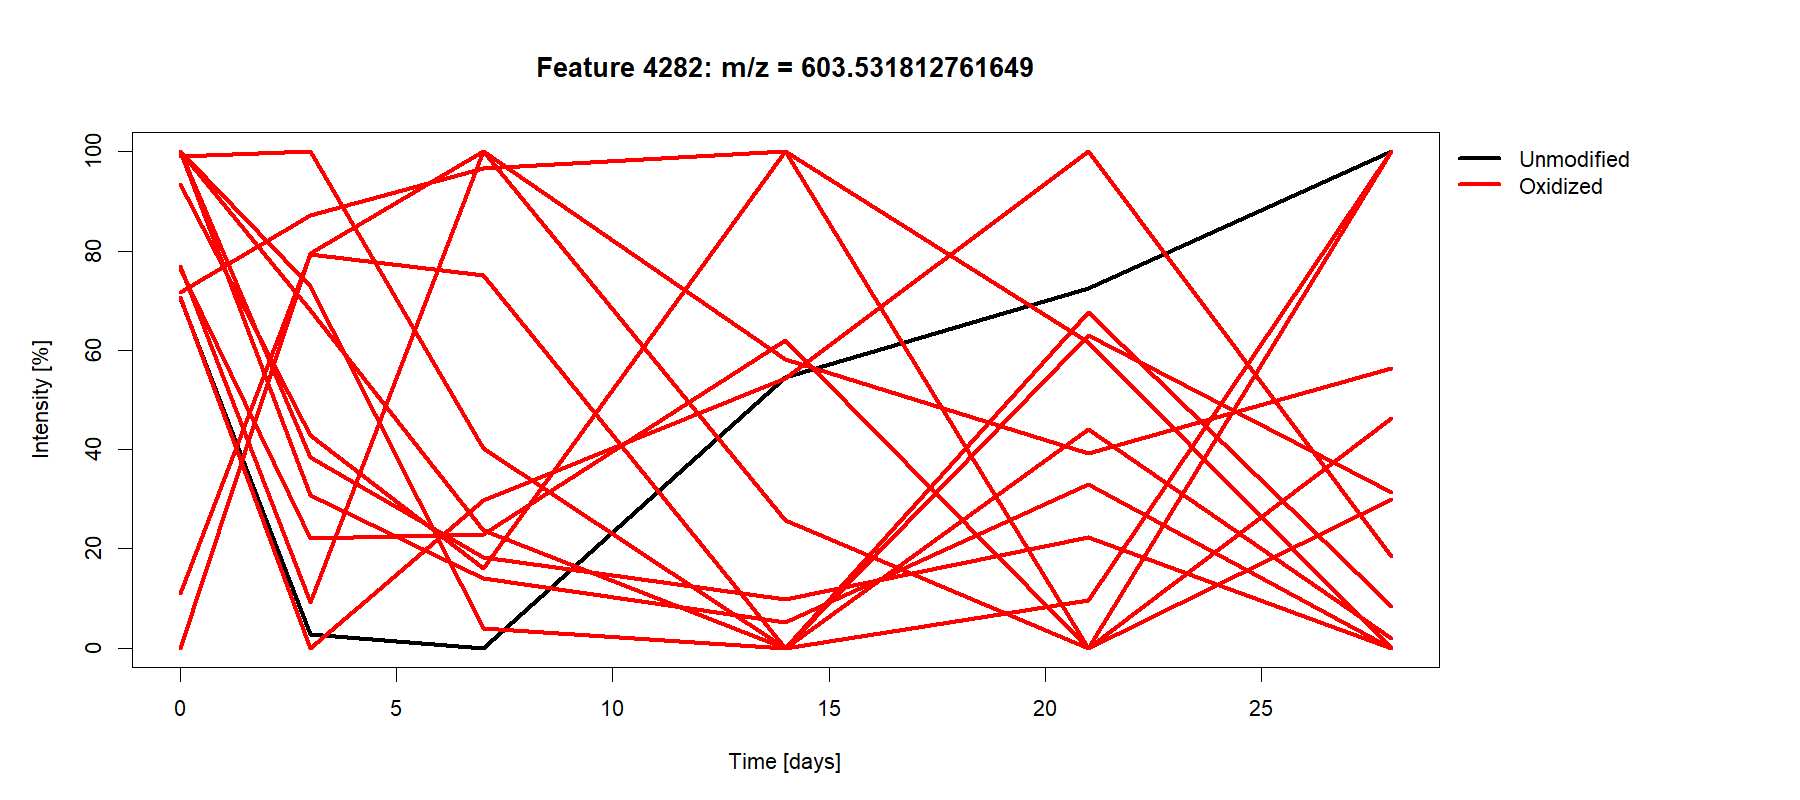 Feature 4282: m/z = 603.531812761649
Unmodified
Oxidized
Intensity [%]
100
80
60
40
20
0
0 5 10 15 20 25
Time [days]